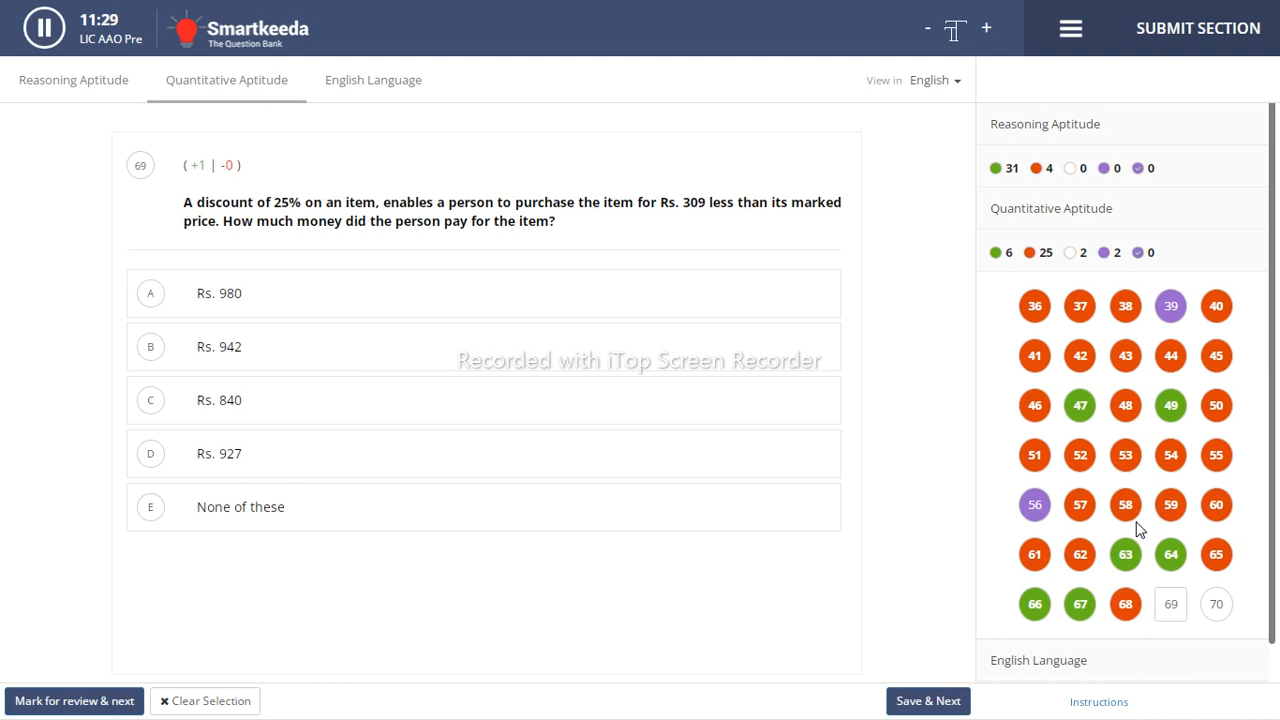 11:29
LIC AAO Pre
Smartkeeda
The Question Bank
- T +
SUBMIT SECTION
Reasoning Aptitude Quantitative Aptitude English Language
View in English
69 ( +1 | -0 )
A discount of 25% on an item, enables a person to purchase the item for Rs. 309 less than its marked
price. How much money did the person pay for the item?
A Rs. 980
B Rs. 942
C Rs. 840
D Rs. 927
E None of these
Recorded with iTop Screen Recorder
Mark for review & next
Clear Selection
Save & Next
Reasoning Aptitude
31 4 0 0 0
Quantitative Aptitude
6 25 2 2 0
36 37 38 39 40
41 42 43 44 45
46 47 48 49 50
51 52 53 54 55
56 57 58 59 60
61 62 63 64 65
66 67 68 69 70
English Language
Instructions